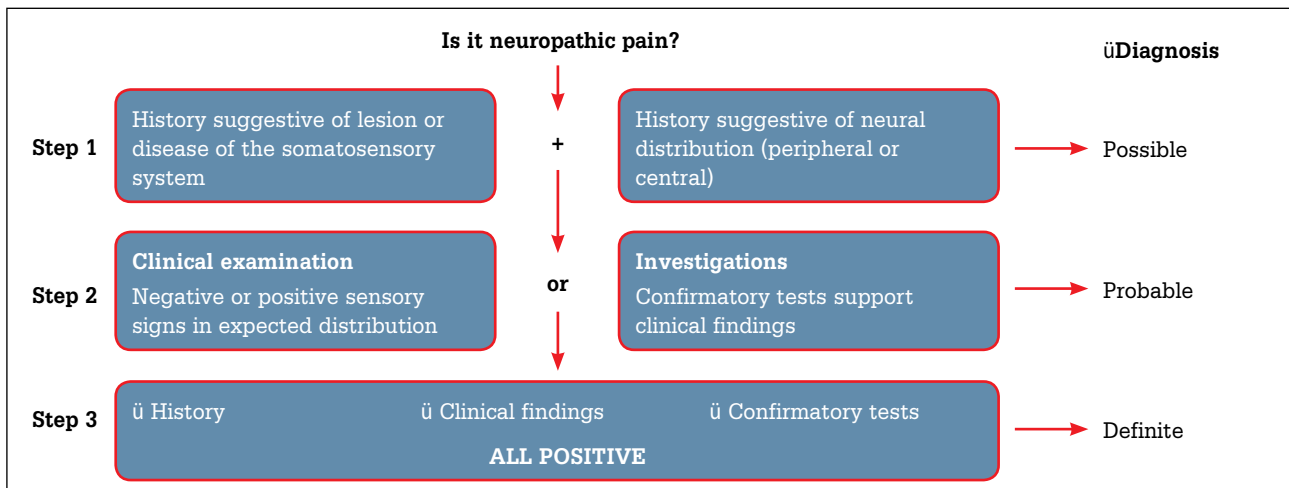 Is it neuropathic pain?
üDiagnosis
Step 1
History suggestive of lesion or
disease of the somatosensory
system
+
History suggestive of neural
distribution (peripheral or
central)
Possible
Step 2
Clinical examination
Negative or positive sensory
signs in expected distribution
or
Investigations
Confirmatory tests support
clinical findings
Probable
Step 3
ü History
ü Clinical findings
ü Confirmatory tests
ALL POSITIVE
Definite